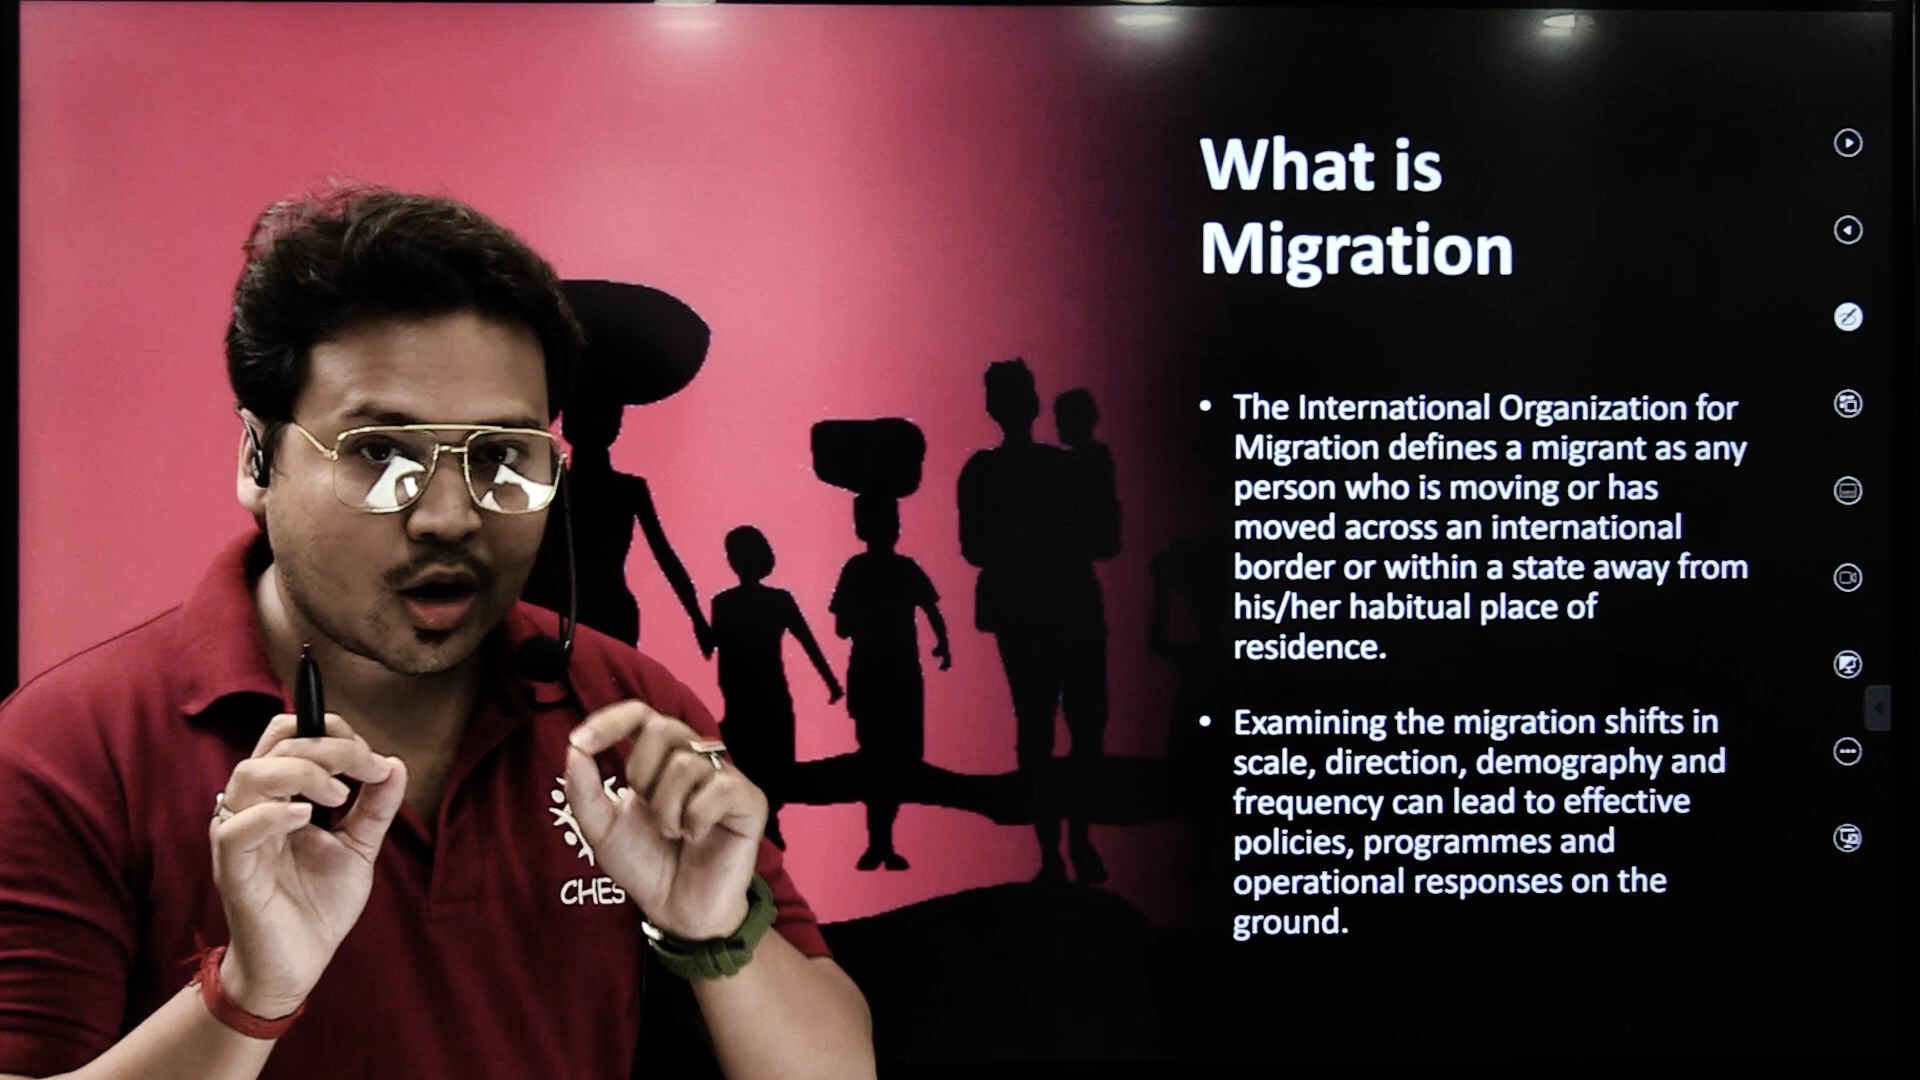 What is
Migration
• The International Organization for
Migration defines a migrant as any
person who is moving or has
moved across an international
border or within a state away from
his/her habitual place of
residence.
• Examining the migration shifts in
scale, direction, demography and
frequency can lead to effective
policies, programmes and
operational responses on the
ground.
CHES